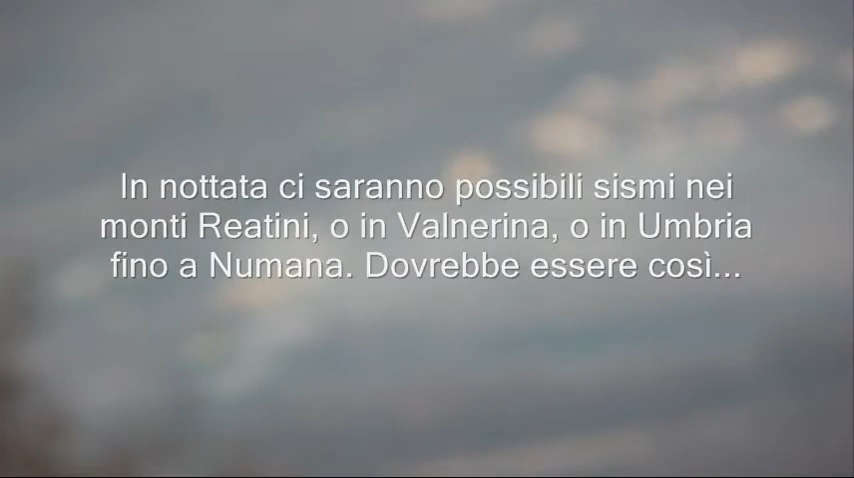 In nottata ci saranno possibili sismi nei
monti Reatini, o in Valnerina, o in Umbria
fino a Numana. Dovrebbe essere così...